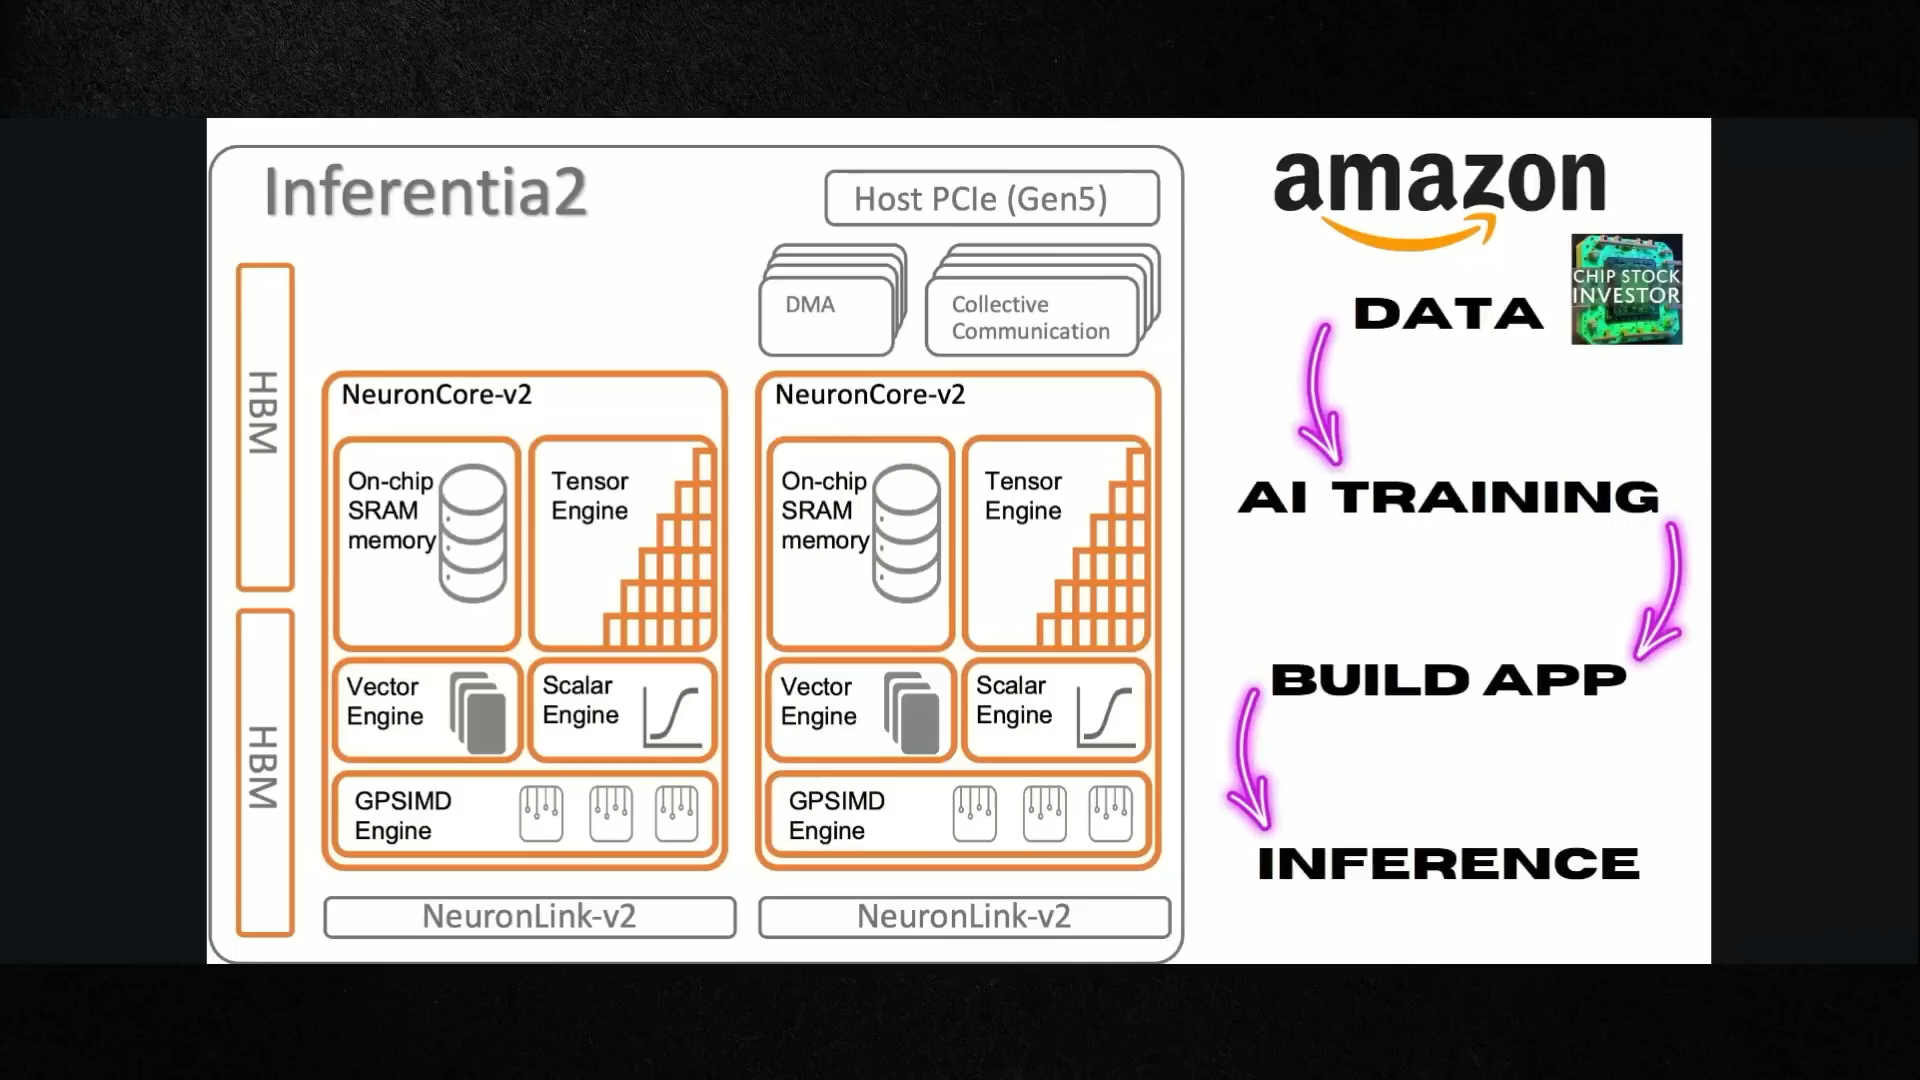 Inferentia2
Host PCIe (Gen5)
DMA
Collective
Communication
HBM
HBM
NeuronCore-v2
On-chip
SRAM
memory
Tensor
Engine
Vector
Engine
Scalar
Engine
GPSIMD
Engine
NeuronLink-v2
NeuronCore-v2
On-chip
SRAM
memory
Tensor
Engine
Vector
Engine
Scalar
Engine
GPSIMD
Engine
NeuronLink-v2
amazon
CHIP STOCK
INVESTOR
DATA
AI TRAINING
BUILD APP
INFERENCE